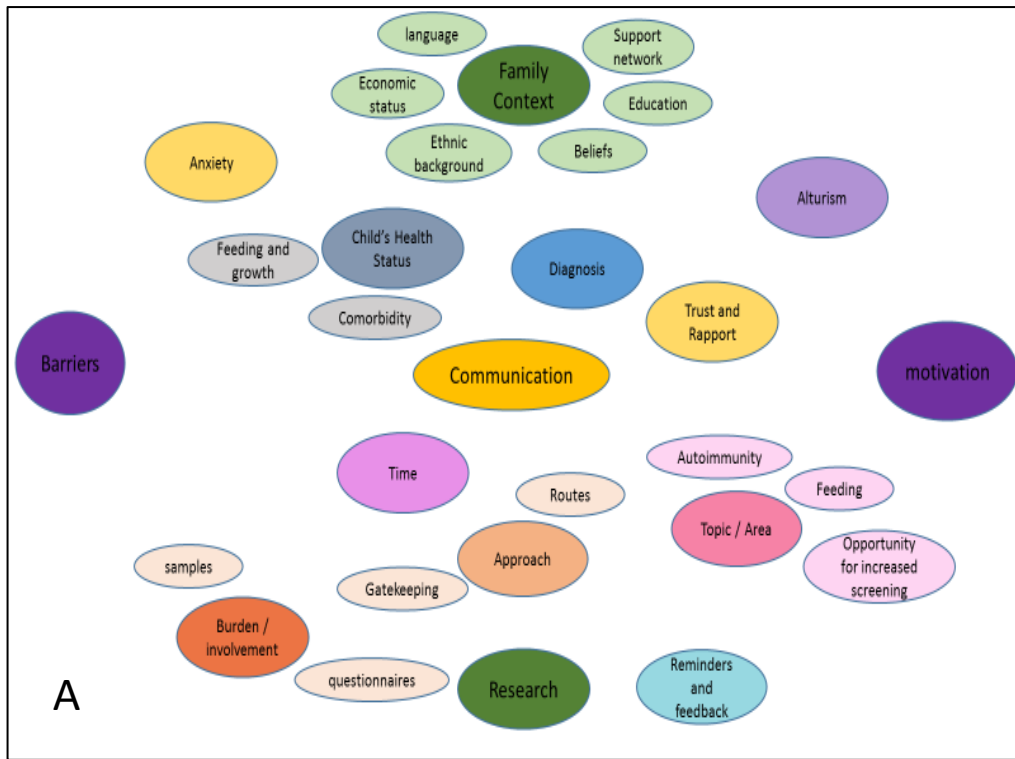 language
Support
network
Family
Context
Economic
status
Education
Ethnic
background
Beliefs
Anxiety
Alturism
Child's Health
Status
Feeding and
growth
Diagnosis
Comorbidity
Trust and
Rapport
Barriers
Communication
motivation
Time
Autoimmunity
Routes
Feeding
Topic / Area
Approach
Opportunity
for increased
screening
samples
Gatekeeping
Burden /
involvement
questionnaires
Research
Reminders
and
feedback
A